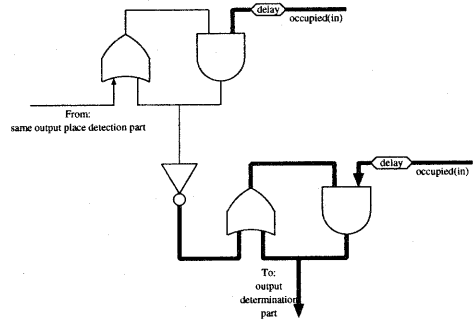 delay
occupied(in)
From:
same output place detection part
delay
occupied(in)
To:
output
determination
part